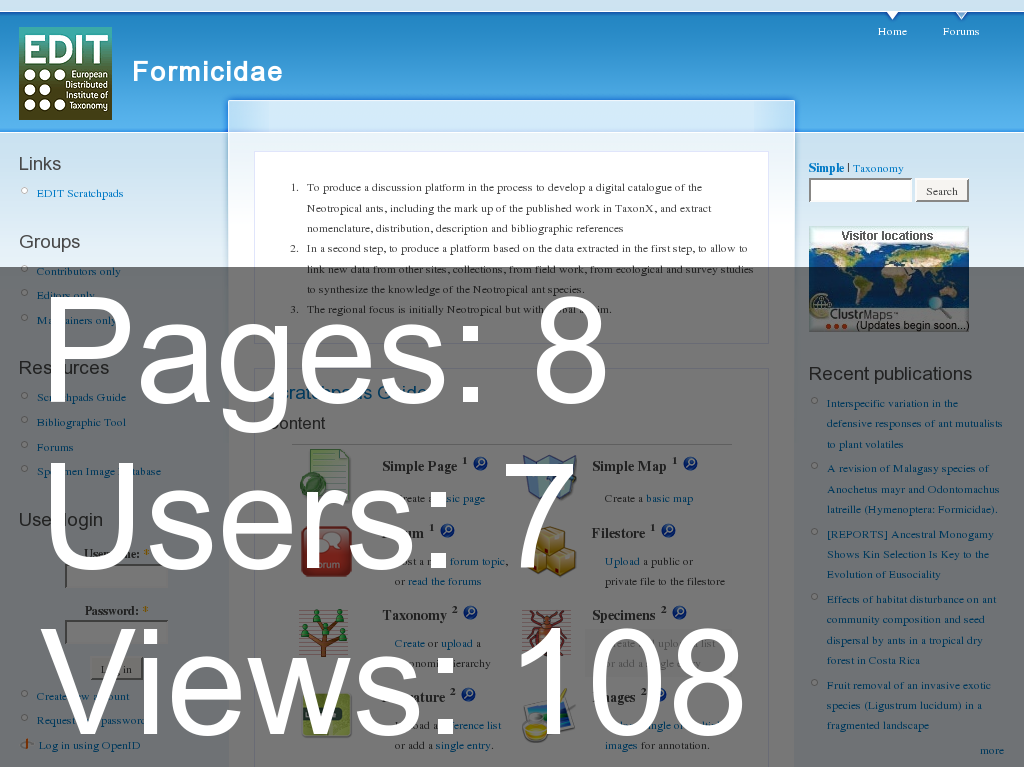 Home Forums
EDIT
European
Distributed
Institute of
Taxonomy
Formicidae
Links
EDIT Scratchpads
Groups
Contributors only
Editors only
Maintainers only
Resources
Scratchpads Guide
Bibliographic Tool
Forums
Specimen Image Database
User login
Username: *
Password: *
Log in
Create new account
Request new password
Log in using OpenID
1. To produce a discussion platform in the process to develop a digital catalogue of the
Neotropical ants, including the mark up of the published work in TaxonX, and extract
nomenclature, distribution, description and bibliographic references
2. In a second step, to produce a platform based on the data extracted in the first step, to allow to
link new data from other sites, collections, from field work, from ecological and survey studies
to synthesize the knowledge of the Neotropical ant species.
3. The regional focus is initially Neotropical but with global aim.
Scratchpads Guide
Content
Simple Page 1
Create a basic page
Simple Map 1
Create a basic map
Forum 1
Post a new forum topic,
or read the forums
Filestore 1
Upload a public or
private file to the filestore
Taxonomy 2
Create or upload a
taxonomic hierarchy
Specimens 2
Create or upload a list
or add a single entry.
Literature 2
Upload a reference list
or add a single entry.
Images 2
single or
images for annotation.
Simple | Taxonomy
Search
Visitor locations
ClustrMaps™
(Updates begin soon...)
Recent publications
Interspecific variation in the
defensive responses of ant mutualists
to plant volatiles
A revision of Malagasy species of
Anochetus mayr and Odontomachus
latreille (Hymenoptera: Formicidae).
[REPORTS] Ancestral Monogamy
Shows Kin Selection Is Key to the
Evolution of Eusociality
Effects of habitat disturbance on ant
community composition and seed
dispersal by ants in a tropical dry
forest in Costa Rica
Fruit removal of an invasive exotic
species (Ligustrum lucidum) in a
fragmented landscape
more
Pages: 8
Users: 7
Views: 108